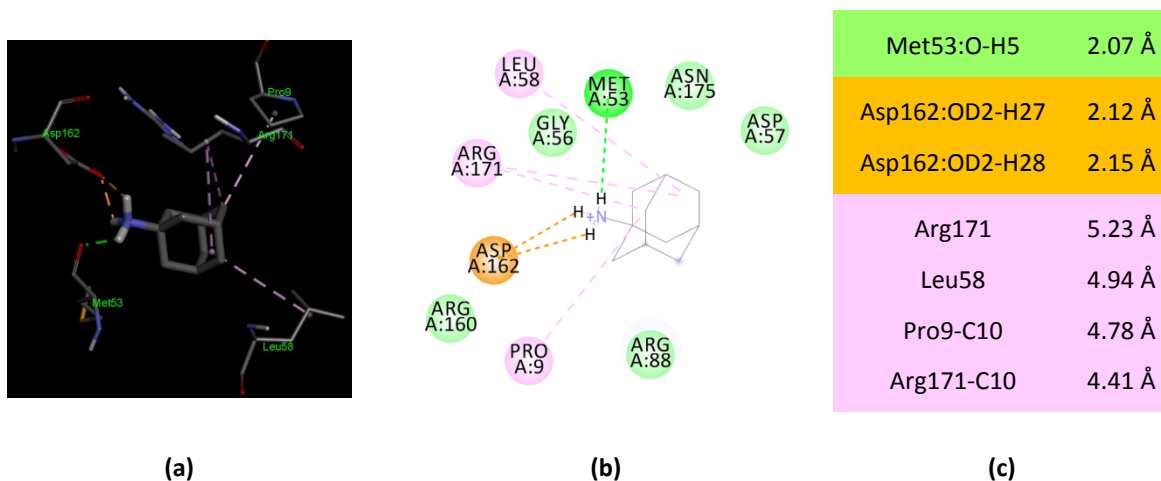 Pro9
Asp162
Arg171
Met53
Leu58
LEU
A:58
MET
A:53
ASN
A:175
GLY
A:56
ASP
A:57
ARG
A:171
H
H
+N
H
ASP
A:162
ARG
A:160
PRO
A:9
ARG
A:88
Met53:O-H5 2.07 Å
Asp162:OD2-H27 2.12 Å
Asp162:OD2-H28 2.15 Å
Arg171 5.23 Å
Leu58 4.94 Å
Pro9-C10 4.78 Å
Arg171-C10 4.41 Å
(a) (b) (c)